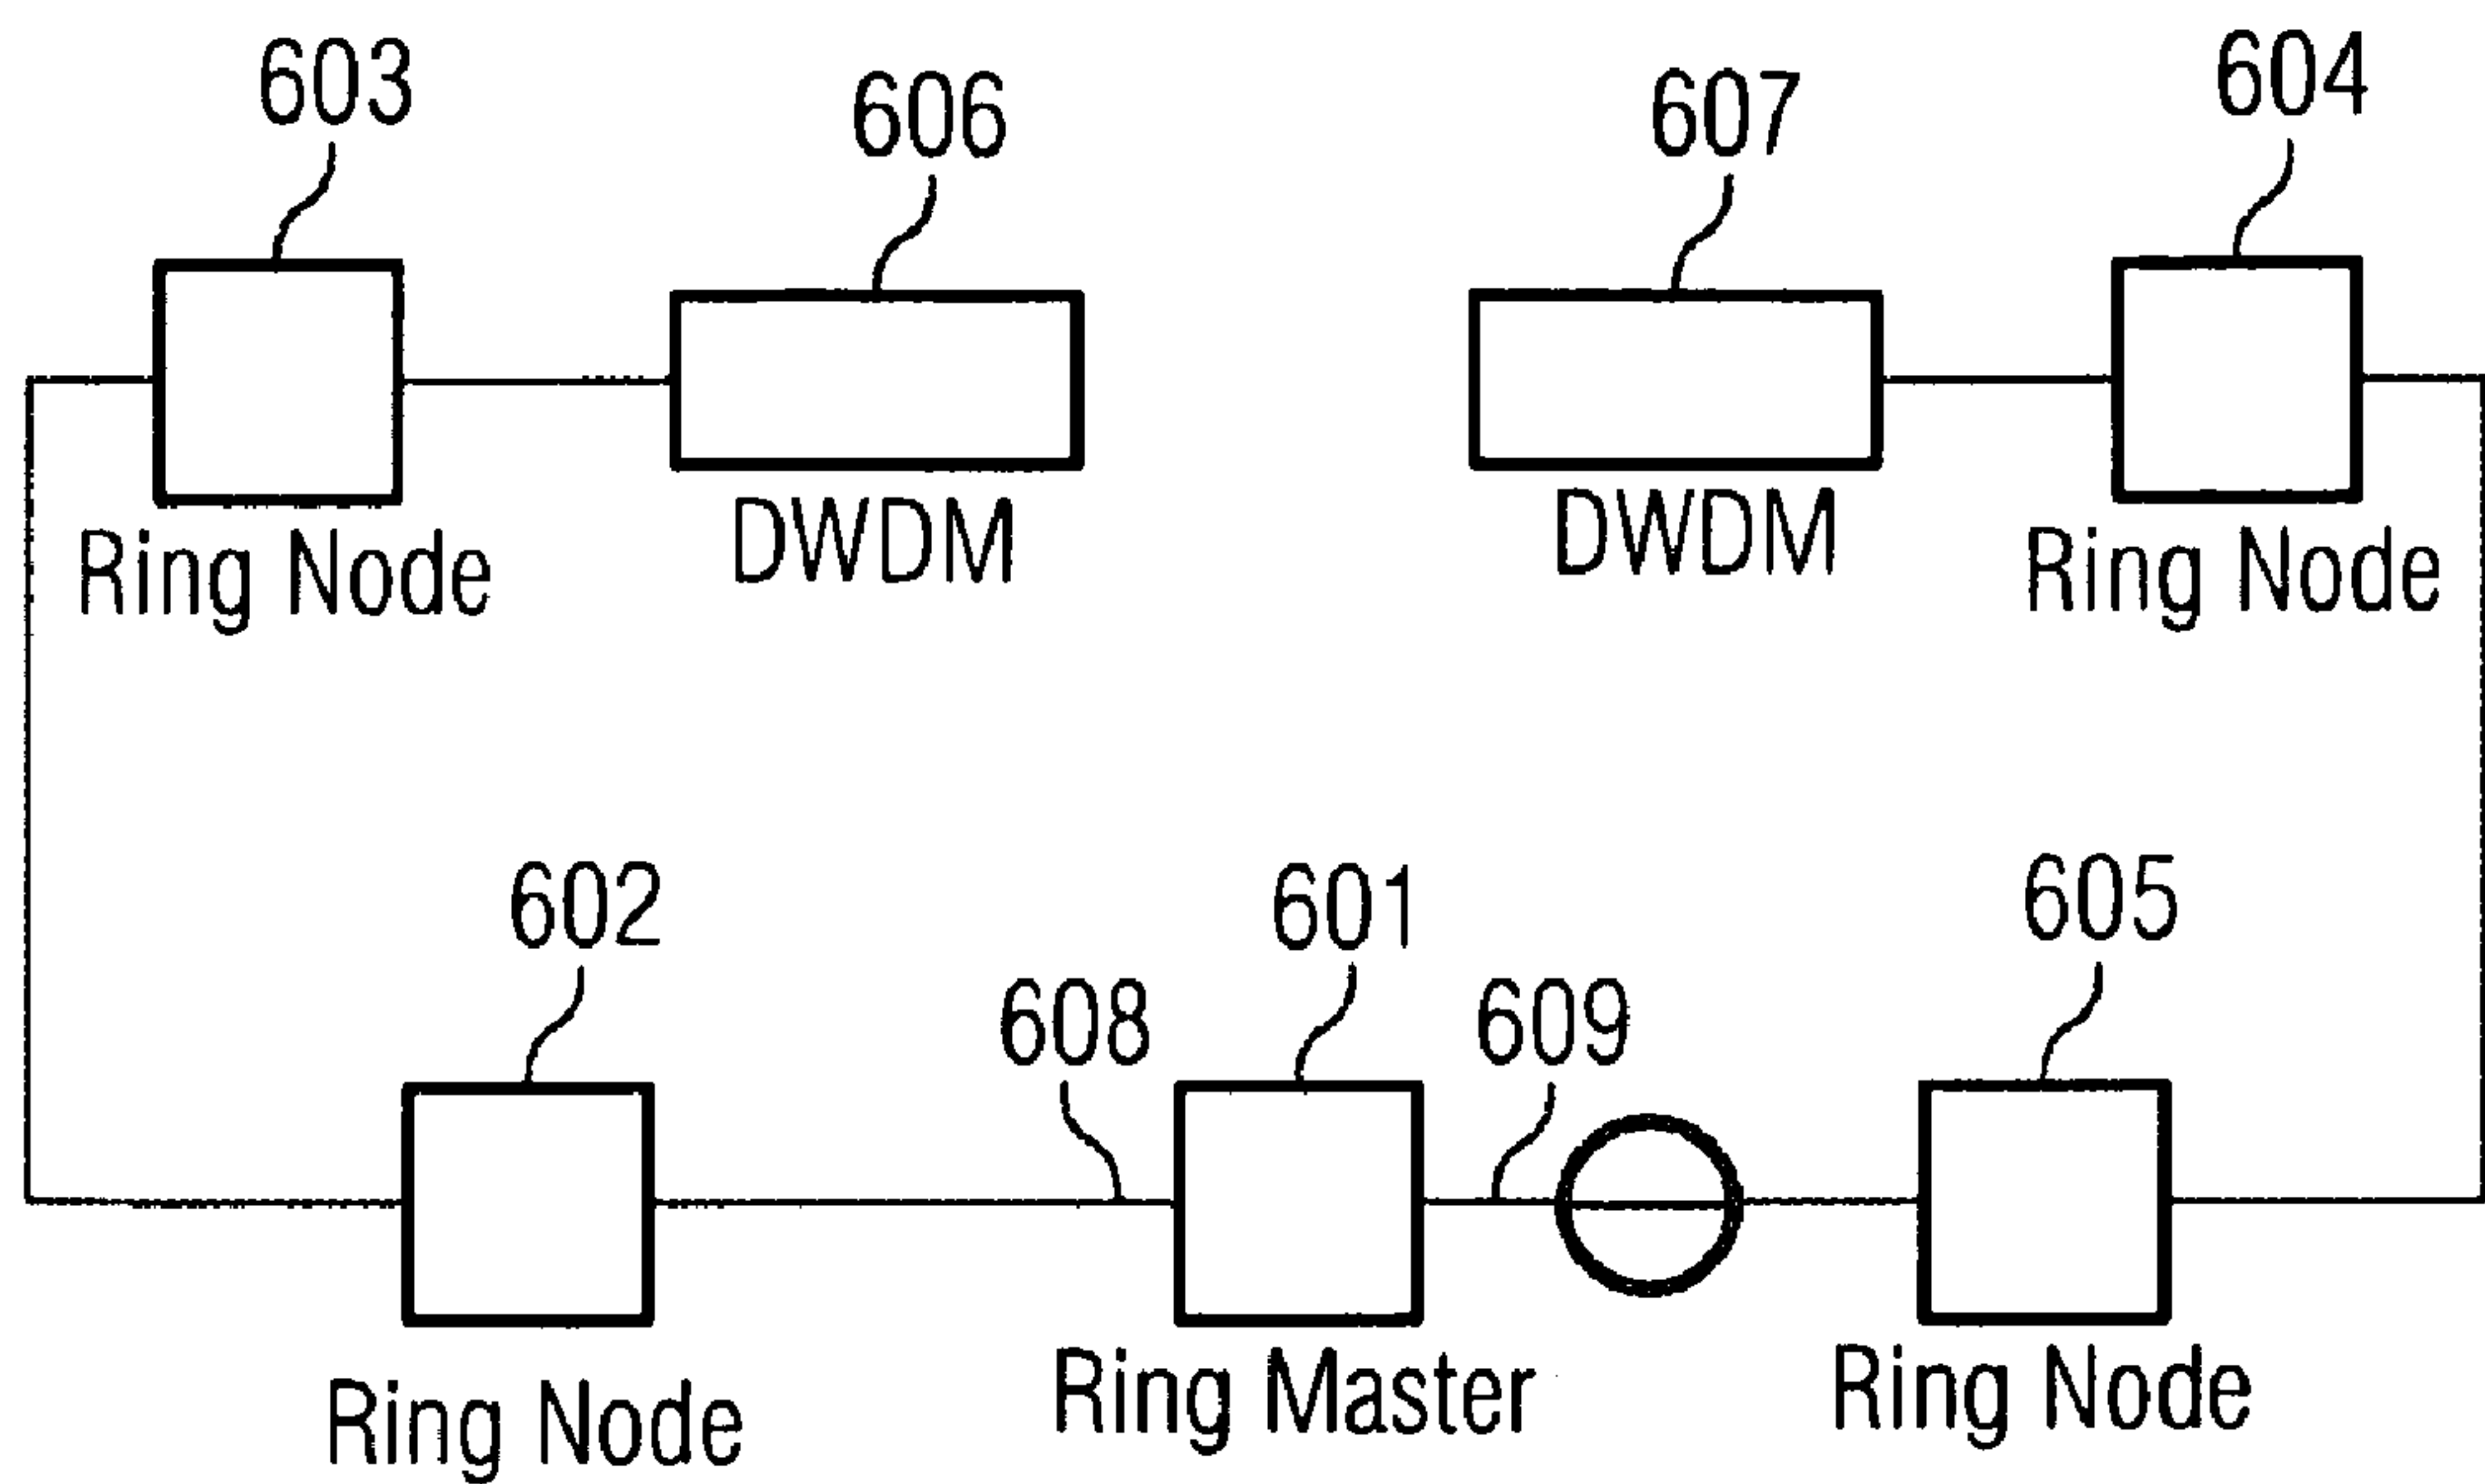 603
606
607
604
Ring Node
DWDM
DWDM
Ring Node
602
601
605
608
609
Ring Node
Ring Master
Ring Node